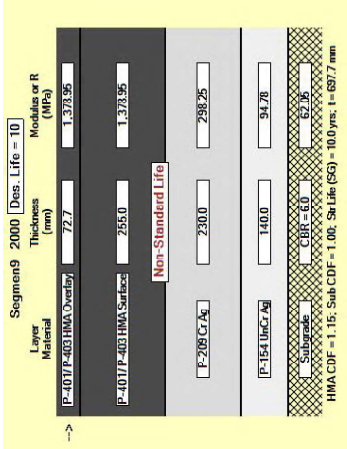 Segmen9 2000 Des. Life = 10
Layer Material Thickness (mm) Modulus or R (MPa)
--> P-401/ P-403 HMA Overlay 72.7 1,378.95
P-401/ P-403 HMA Surface 255.0 1,378.95
Non-Standard Life
P-209 Cr Ag 230.0 298.25
P-154 UnCr Ag 140.0 94.78
Subgrade CBR = 6.0 62.05
HMA CDF = 1.15; Sub CDF = 1.00; Str Life (SG) = 10.0 yrs; t = 697.7 mm